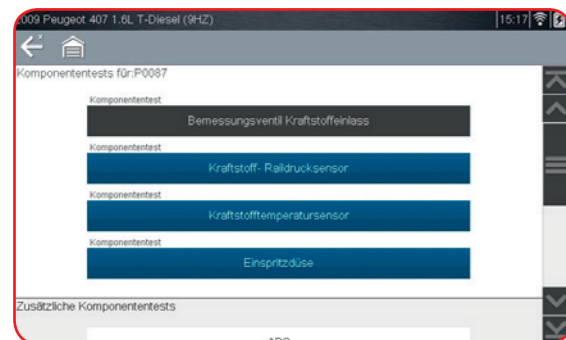 2009 Peugeot 407 1.6L T-Diesel (9HZ) 15:17
Komponententests für:P0087
Komponententest
Bemessungsventil Kraftstoffeinlass
Komponententest
Kraftstoff- Raildrucksensor
Komponententest
Kraftstofftemperatursensor
Komponententest
Einspritzdüse
Zusätzliche Komponententests